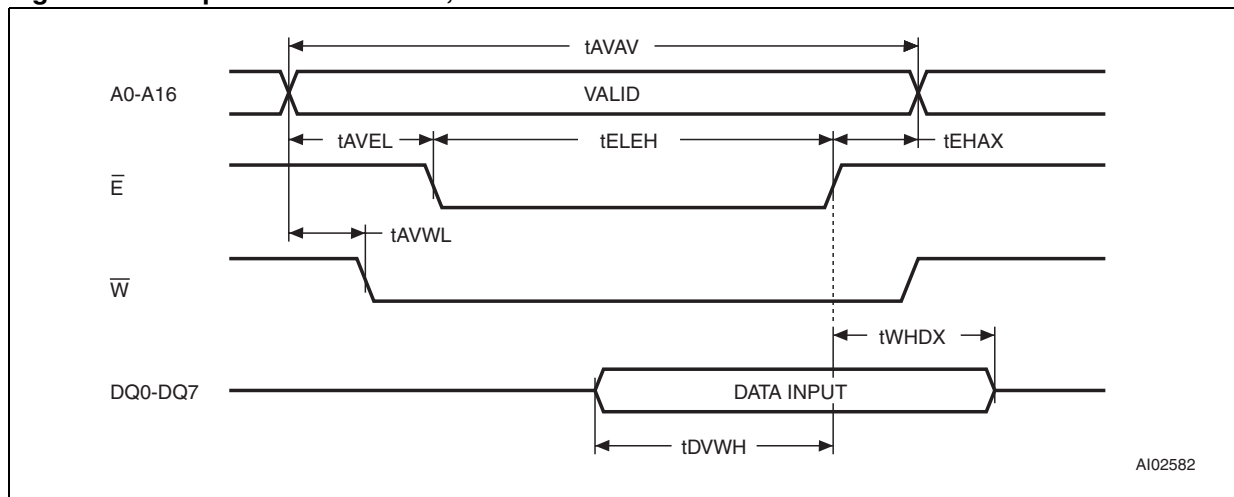 tAVAV
A0-A16
VALID
tAVEL
tELEH
tEHAX
E̅
tAVWL
W̅
tWHDX
DQ0-DQ7
DATA INPUT
tDVWH
AI02582